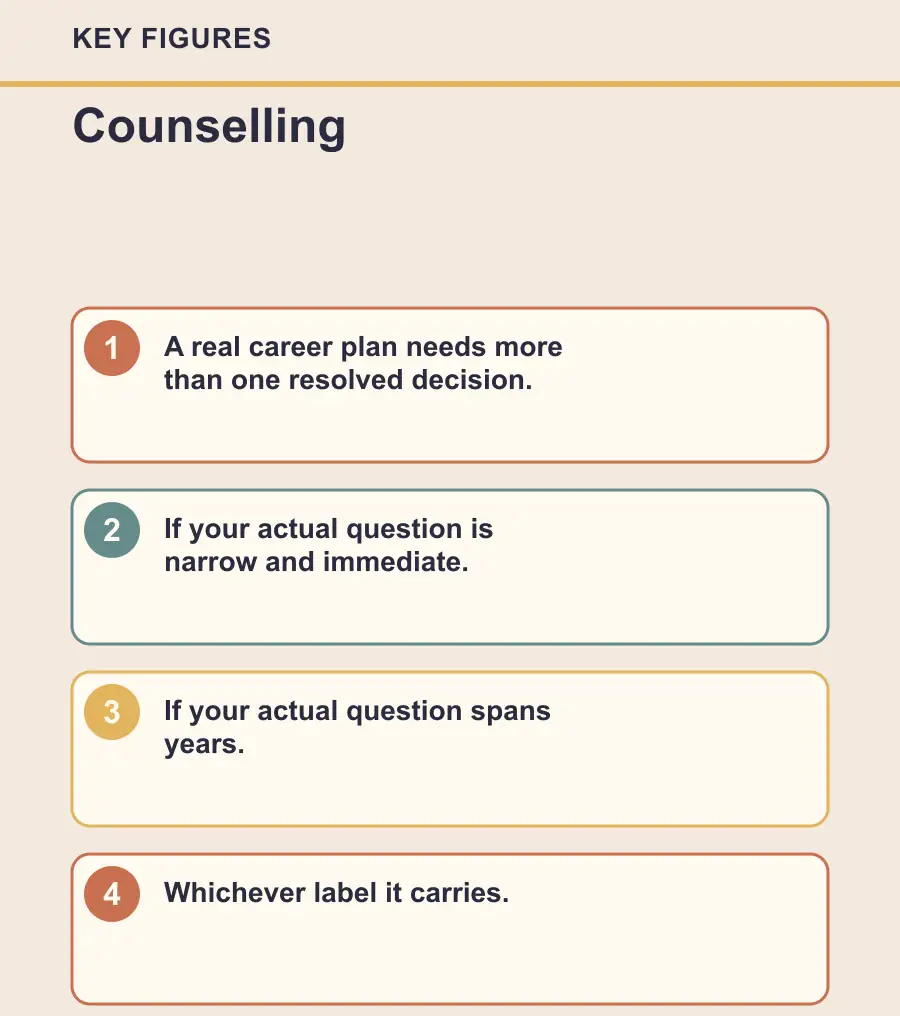 KEY FIGURES
Counselling
1
A real career plan needs more
than one resolved decision.
2
If your actual question is
narrow and immediate.
3
If your actual question spans
years.
4
Whichever label it carries.